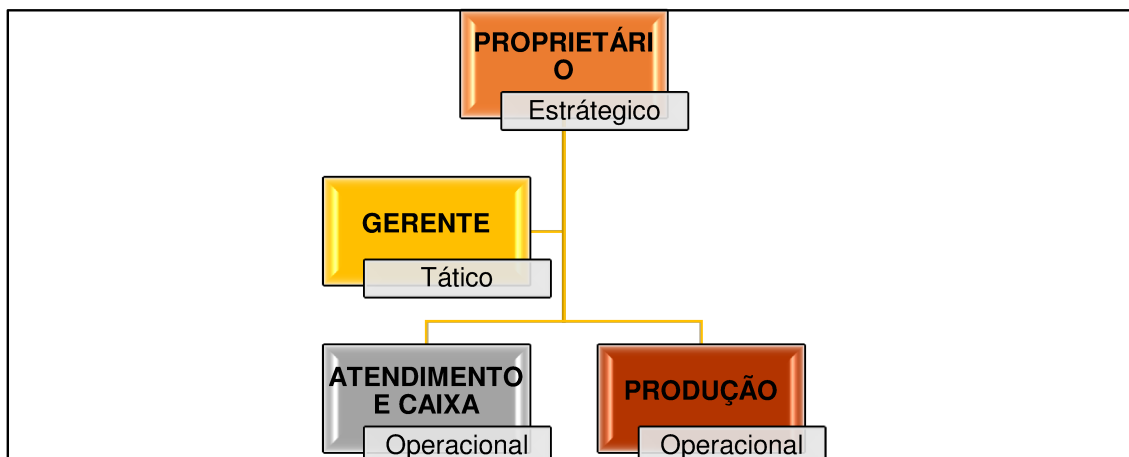 PROPRIETÁRI
O
Estrátegico
GERENTE
Tático
ATENDIMENTO
E CAIXA
Operacional
PRODUÇÃO
Operacional